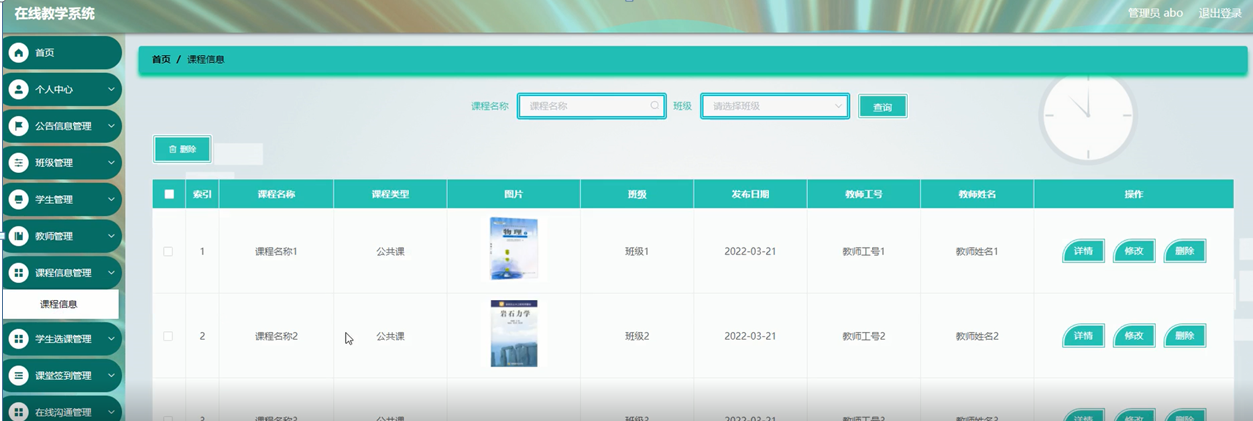 在线教学系统
管理员 abo 退出登录
首页
个人中心
公告信息管理
班级管理
学生管理
教师管理
课程信息管理
课程信息
学生选课管理
课堂签到管理
在线沟通管理
首页 / 课程信息
课程名称 课程名称 班级 请选择班级 查询
删除
索引 课程名称 课程类型 图片 班级 发布日期 教师工号 教师姓名 操作
物理
1 课程名称1 公共课 班级1 2022-03-21 教师工号1 教师姓名1 详情 修改 删除
岩石力学
2 课程名称2 公共课 班级2 2022-03-21 教师工号2 教师姓名2 详情 修改 删除
3 课程名称3 公共课 班级3 2022-03-21 教师工号3 教师姓名3 详情 修改 删除